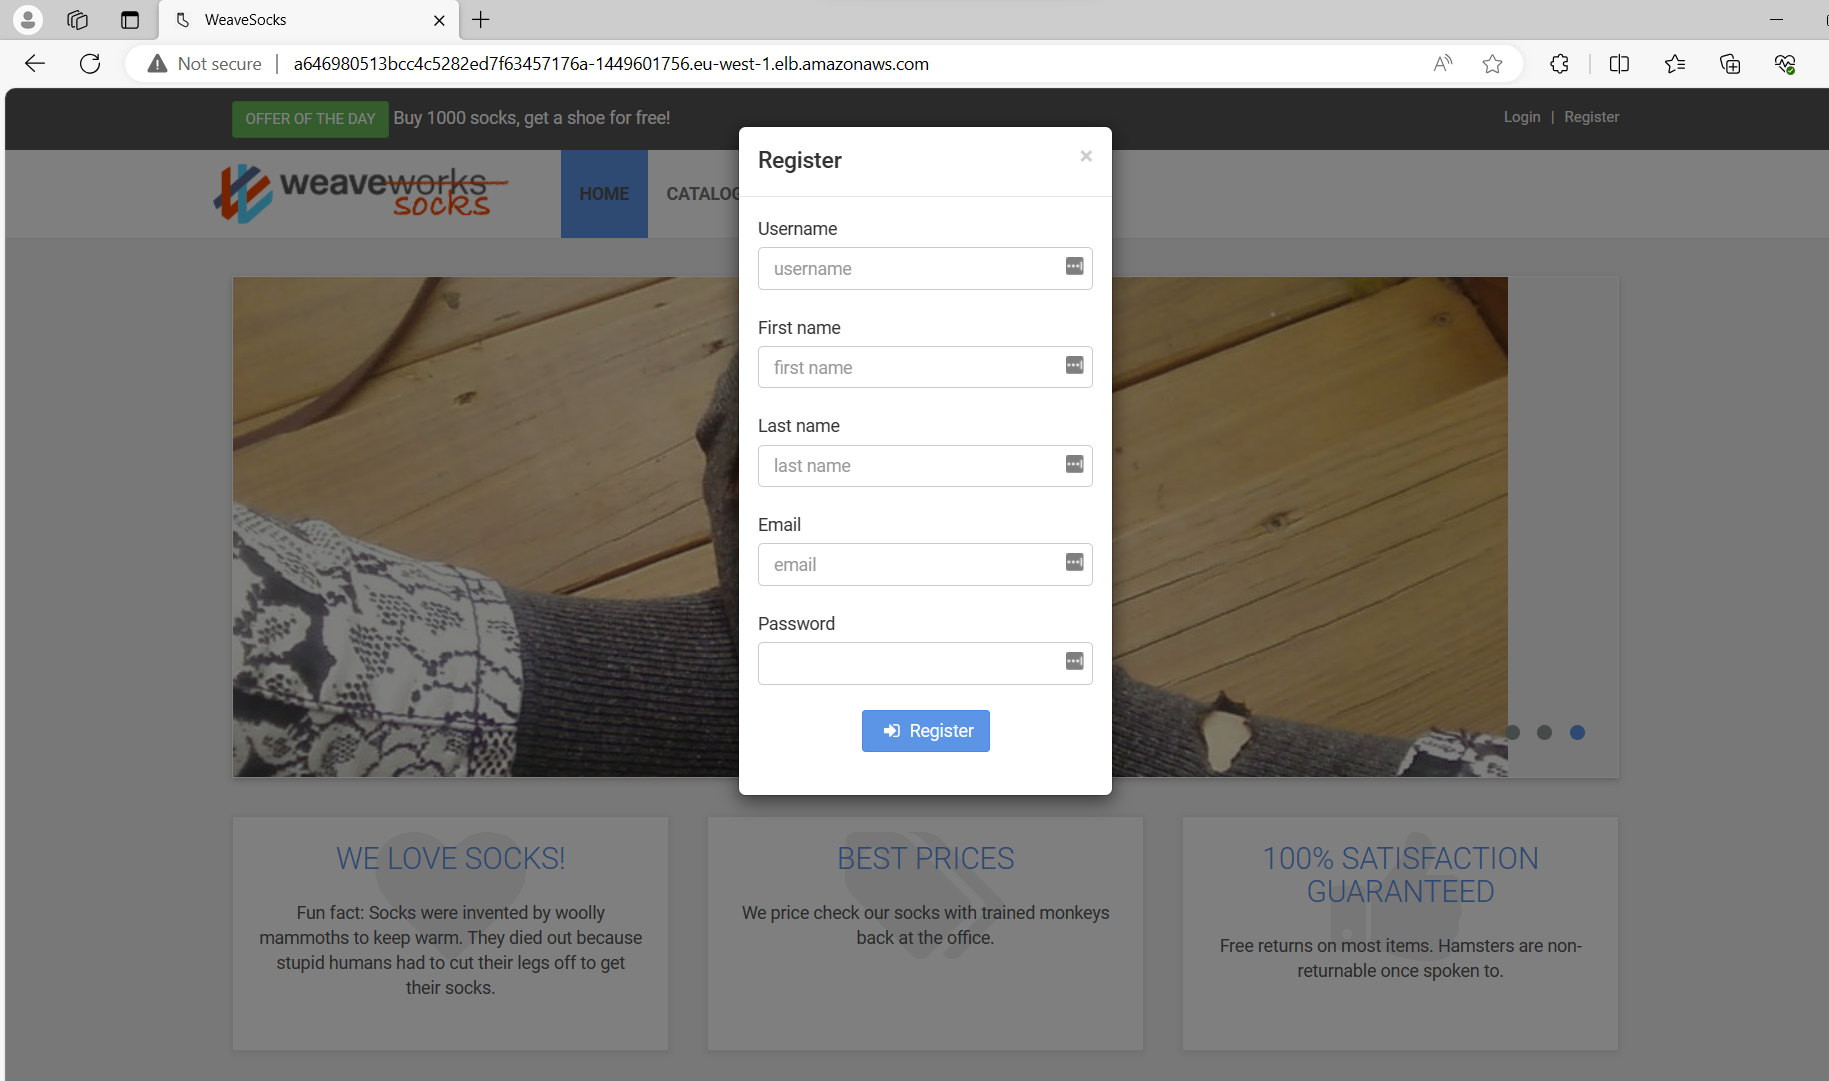 WeaveSocks
Not secure
a646980513bcc4c5282ed7f63457176a-1449601756.eu-west-1.elb.amazonaws.com
OFFER OF THE DAY Buy 1000 socks, get a shoe for free!
Login | Register
weaveworks
socks
HOME
CATALOG
Register
Username
username
First name
first name
Last name
last name
Email
email
Password
Register
WE LOVE SOCKS!
Fun fact: Socks were invented by woolly
mammoths to keep warm. They died out because
stupid humans had to cut their legs off to get
their socks.
BEST PRICES
We price check our socks with trained monkeys
back at the office.
100% SATISFACTION
GUARANTEED
Free returns on most items. Hamsters are non-
returnable once spoken to.